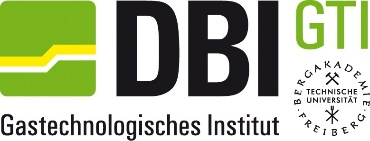 DBI GTI
Gastechnologisches Institut
BERGAKADEMIE
TECHNISCHE
UNIVERSITÄT
FREIBERG